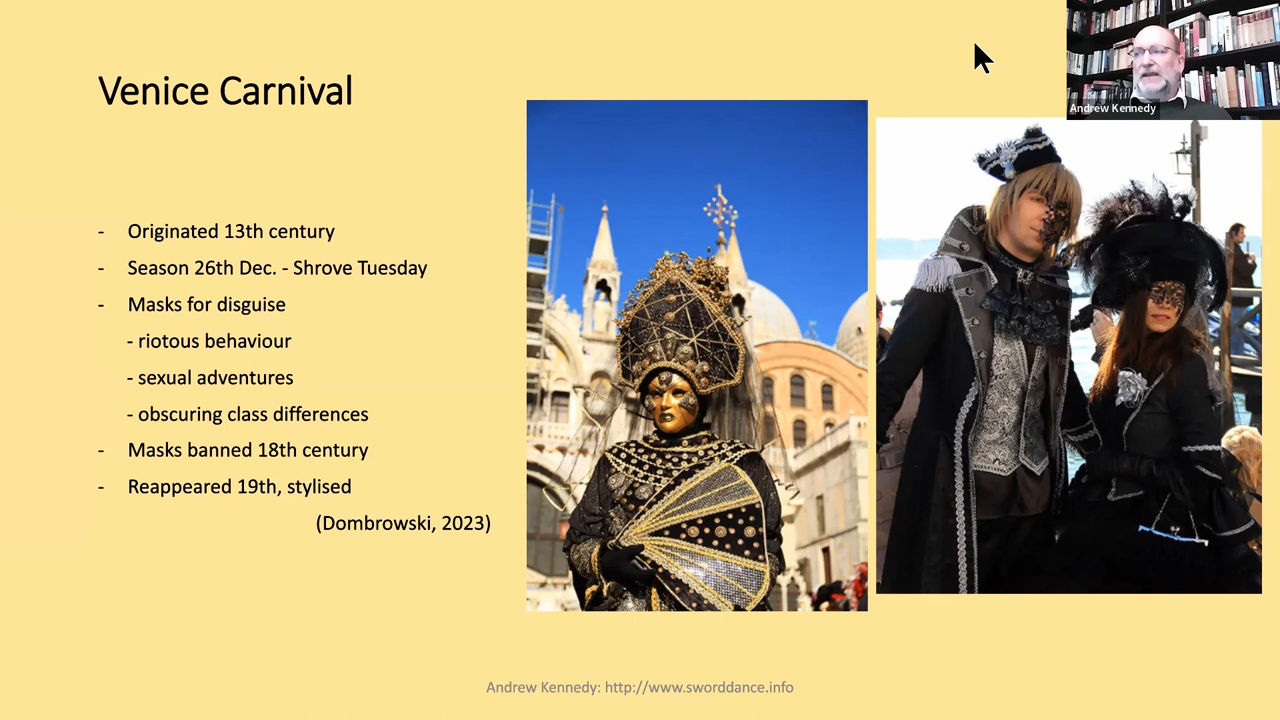 Venice Carnival
Andrew Kennedy
- Originated 13th century
- Season 26th Dec. - Shrove Tuesday
- Masks for disguise
- riotous behaviour
- sexual adventures
- obscuring class differences
- Masks banned 18th century
- Reappeared 19th, stylised
(Dombrowski, 2023)
Andrew Kennedy: http://www.sworddance.info